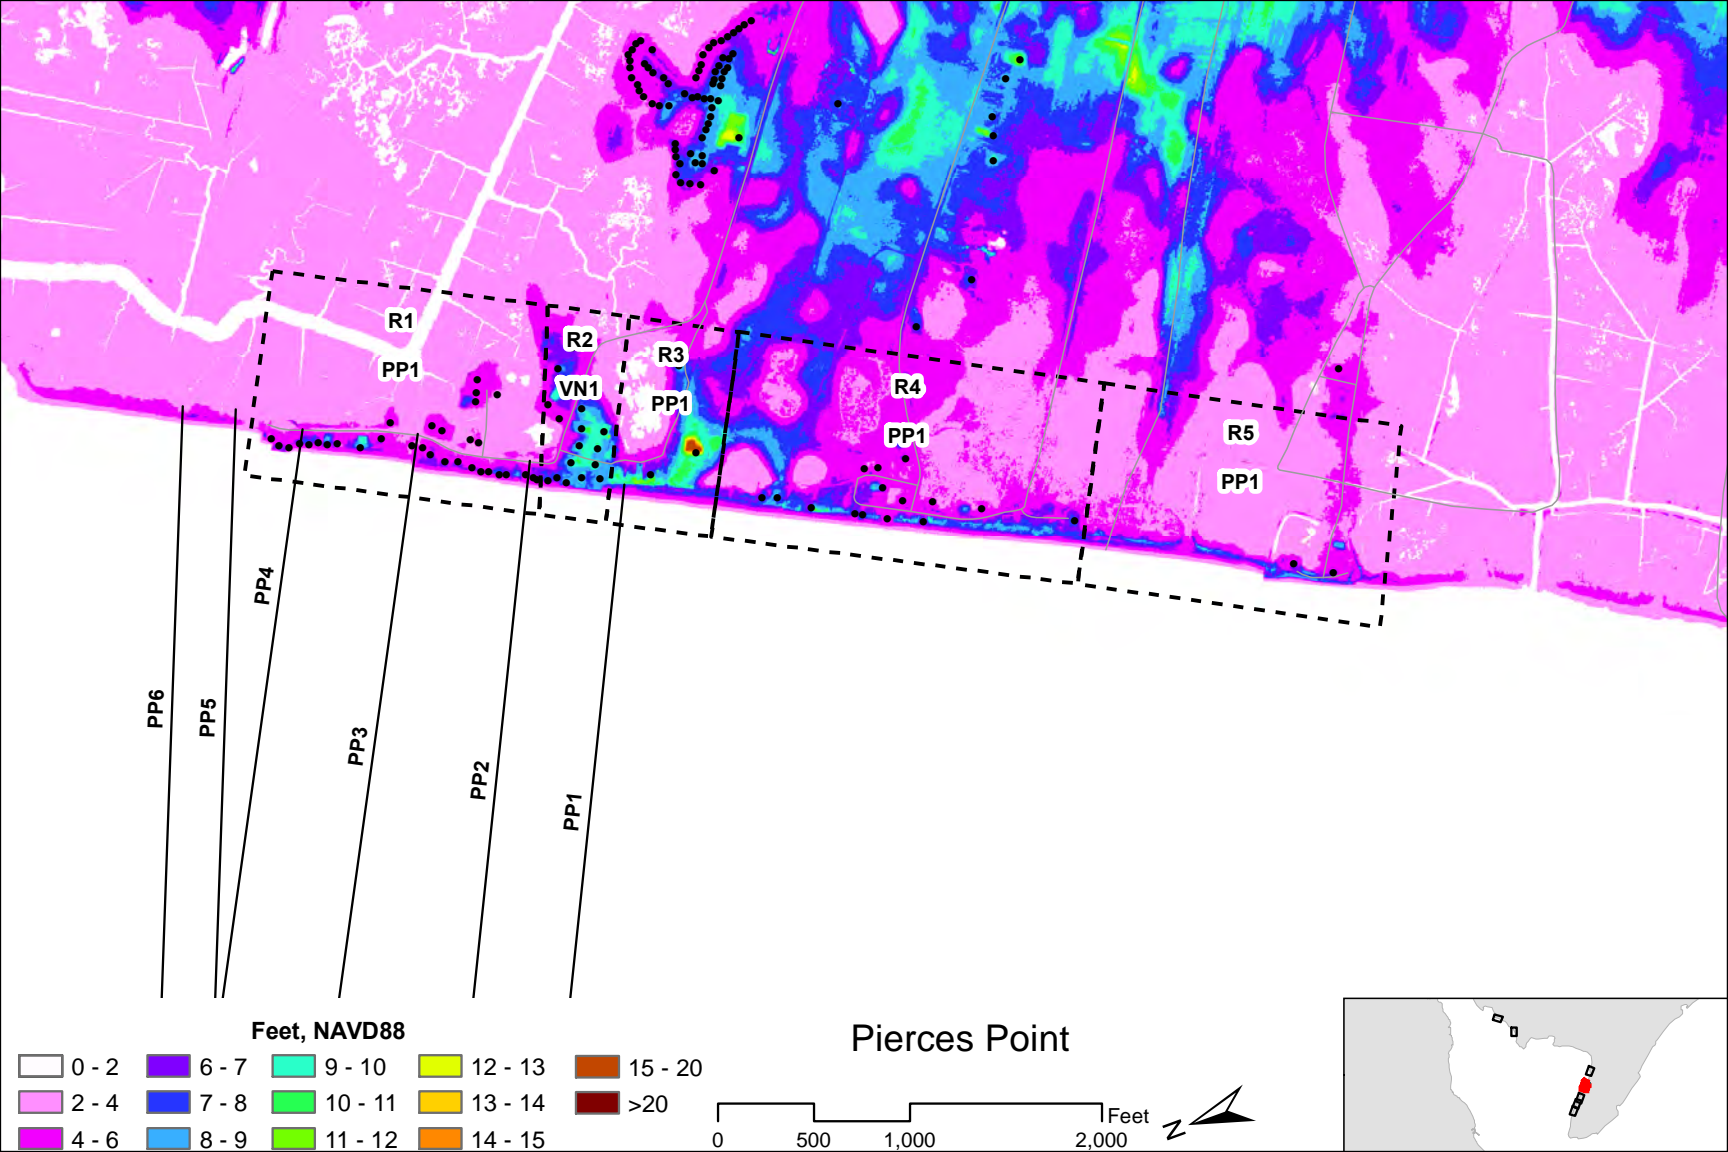 R1
PP1
R2
VN1
R3
PP1
R4
PP1
R5
PP1
PP6
PP5
PP4
PP3
PP2
PP1
Feet, NAVD88
0 - 2
2 - 4
4 - 6
6 - 7
7 - 8
8 - 9
9 - 10
10 - 11
11 - 12
12 - 13
13 - 14
14 - 15
15 - 20
>20
Pierces Point
Feet
0 500 1,000 2,000
N